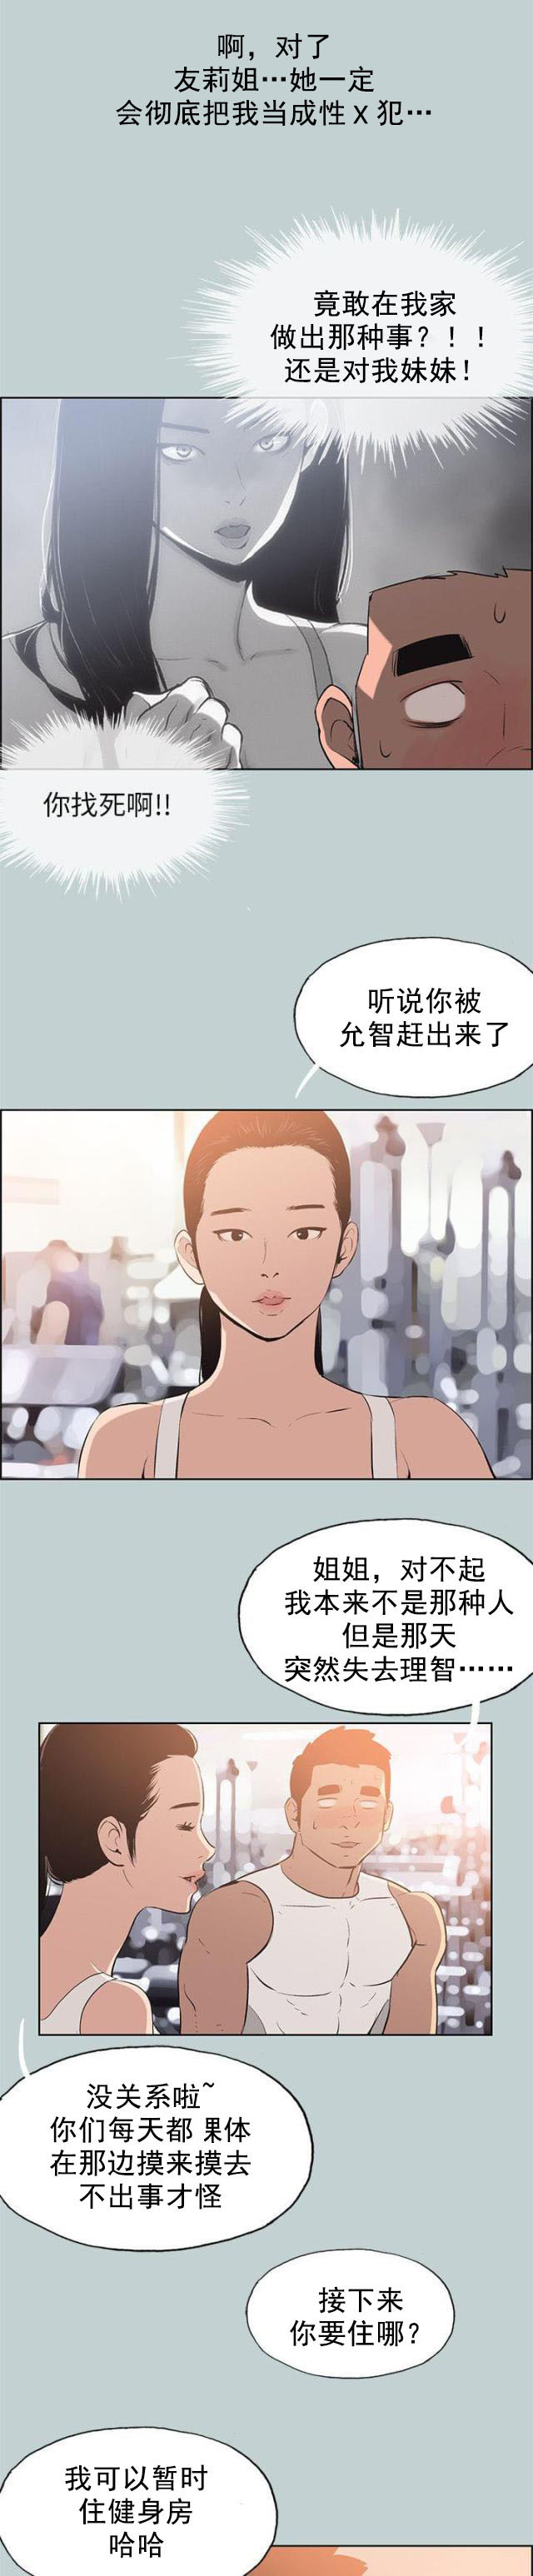 啊，对了
友莉姐…她一定
会彻底把我当成性X犯…
竟敢在我家
做出那种事？！！
还是对我妹妹！
你找死啊!!
听说你被
允智赶出来了
姐姐，对不起
我本来不是那种人
但是那天
突然失去理智……
没关系啦~
你们每天都 裸体
在那边摸来摸去
不出事才怪
接下来
你要住哪？
我可以暂时
住健身房
哈哈